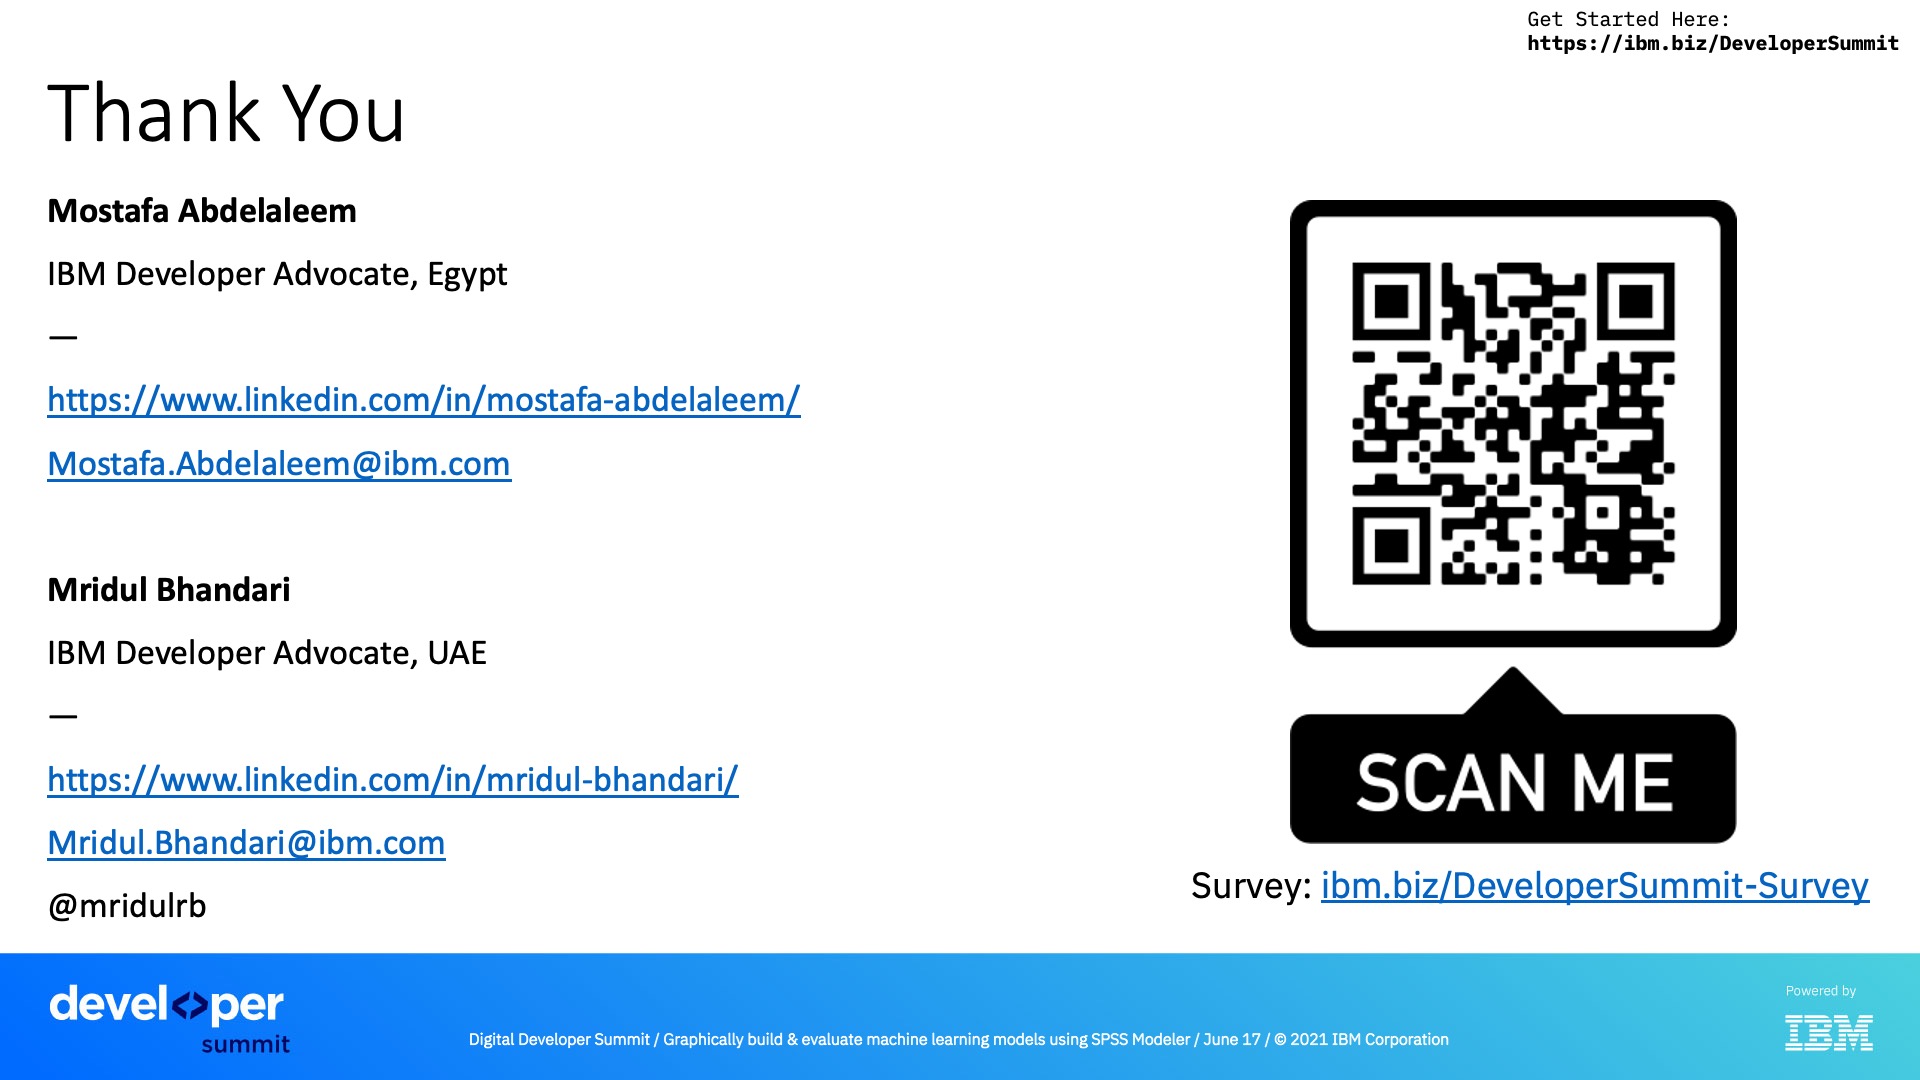 Get Started Here:
https://ibm.biz/DeveloperSummit
Thank You
Mostafa Abdelaleem
IBM Developer Advocate, Egypt
—
https://www.linkedin.com/in/mostafa-abdelaleem/
Mostafa.Abdelaleem@ibm.com
Mridul Bhandari
IBM Developer Advocate, UAE
—
https://www.linkedin.com/in/mridul-bhandari/
Mridul.Bhandari@ibm.com
@mridulrb
SCAN ME
Survey: ibm.biz/DeveloperSummit-Survey
devel<>per
summit
Digital Developer Summit / Graphically build & evaluate machine learning models using SPSS Modeler / June 17 / © 2021 IBM Corporation
Powered by
IBM